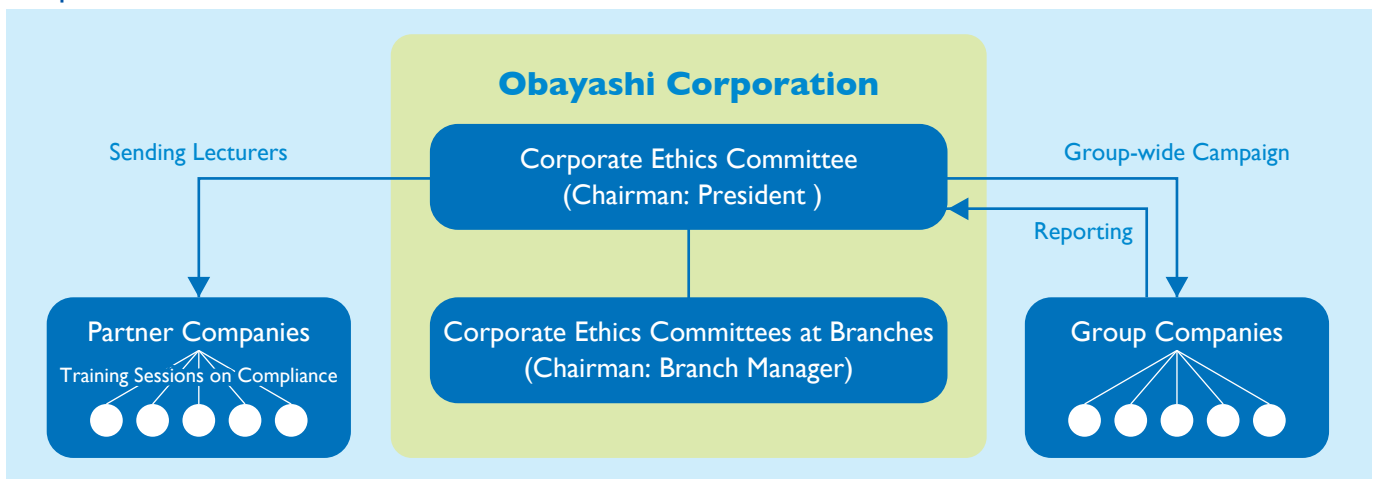 Obayashi Corporation
Sending Lecturers
Corporate Ethics Committee
(Chairman: President )
Group-wide Campaign
Reporting
Partner Companies
Training Sessions on Compliance
Corporate Ethics Committees at Branches
(Chairman: Branch Manager)
Group Companies